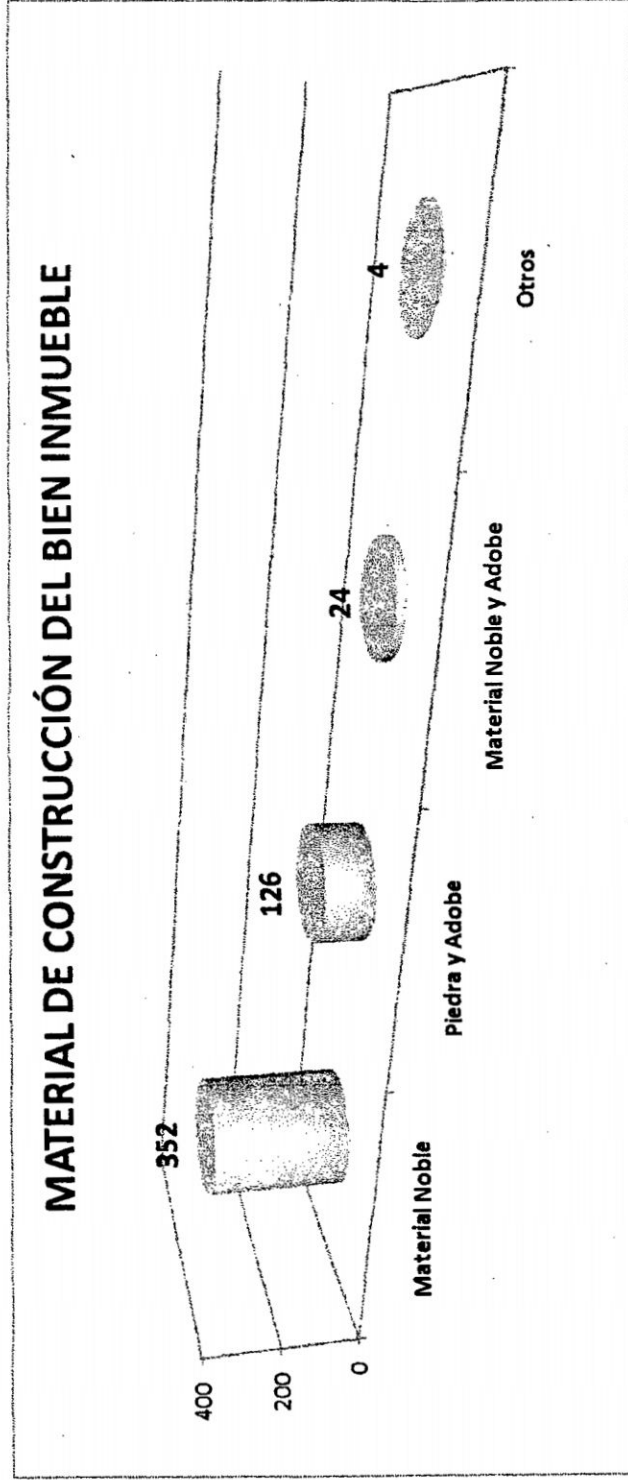 MATERIAL DE CONSTRUCCIÓN DEL BIEN INMUEBLE
400
200
0
352
126
24
4
Material Noble
Piedra y Adobe
Material Noble y Adobe
Otros